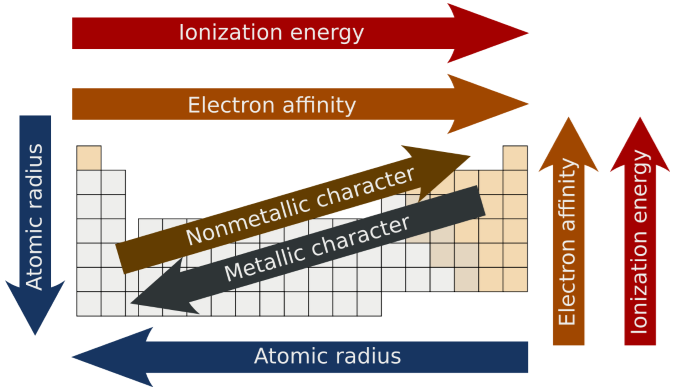 Ionization energy
Electron affinity
Atomic radius
Nonmetallic character
Metallic character
Electron affinity
Ionization energy
Atomic radius